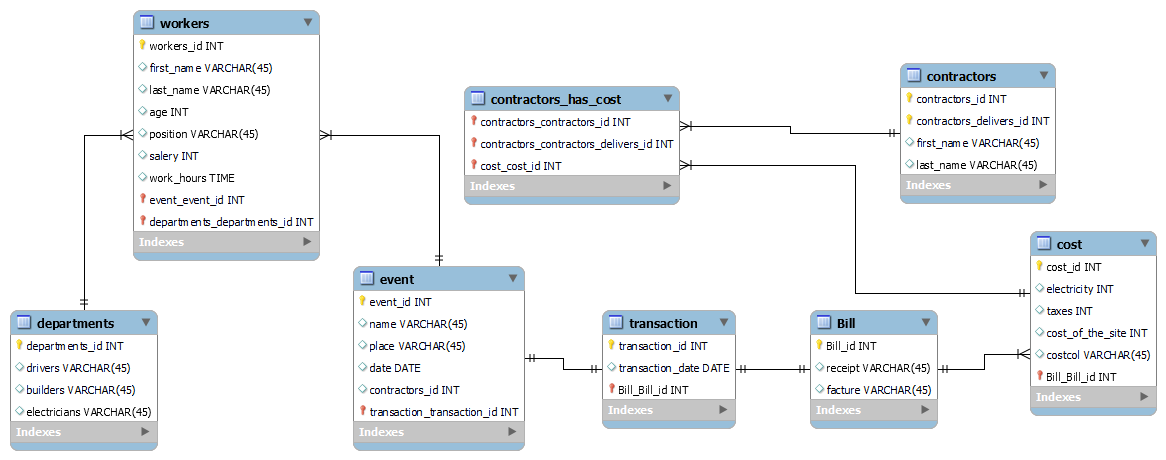 workers
workers_id INT
first_name VARCHAR(45)
last_name VARCHAR(45)
age INT
position VARCHAR(45)
salery INT
work_hours TIME
event_event_id INT
departments_departments_id INT
Indexes
contractors_has_cost
contractors_contractors_id INT
contractors_contractors_delivers_id INT
cost_cost_id INT
Indexes
contractors
contractors_id INT
contractors_delivers_id INT
first_name VARCHAR(45)
last_name VARCHAR(45)
Indexes
departments
departments_id INT
drivers VARCHAR(45)
builders VARCHAR(45)
electricians VARCHAR(45)
Indexes
event
event_id INT
name VARCHAR(45)
place VARCHAR(45)
date DATE
contractors_id INT
transaction_transaction_id INT
Indexes
transaction
transaction_id INT
transaction_date DATE
Bill_Bill_id INT
Indexes
Bill
Bill_id INT
receipt VARCHAR(45)
facture VARCHAR(45)
Indexes
cost
cost_id INT
electricity INT
taxes INT
cost_of_the_site INT
costcol VARCHAR(45)
Bill_Bill_id INT
Indexes